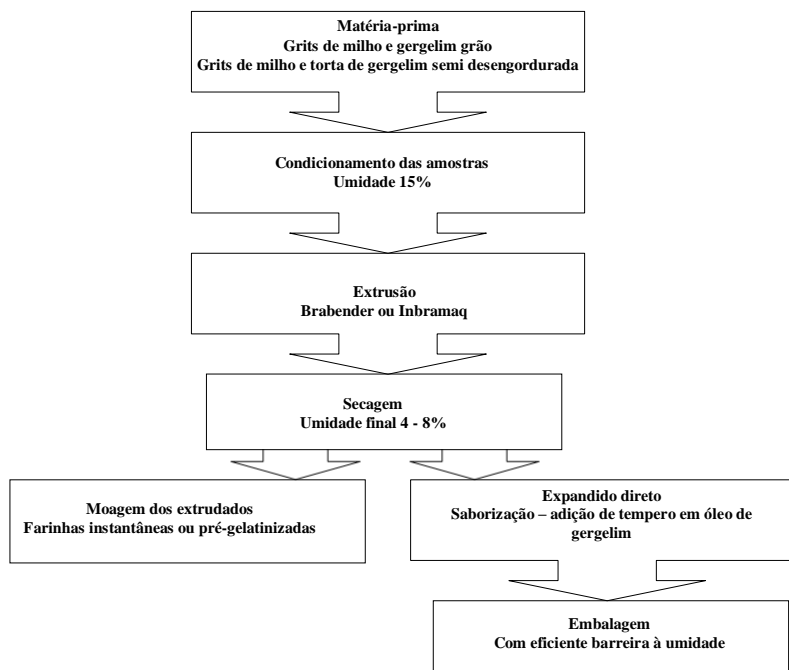 Matéria-prima
Grits de milho e gergelim grão
Grits de milho e torta de gergelim semi desengordurada
Condicionamento das amostras
Umidade 15%
Extrusão
Brabender ou Inbramaq
Secagem
Umidade final 4 - 8%
Moagem dos extrudados
Farinhas instantâneas ou pré-gelatinizadas
Expandido direto
Saborização – adição de tempero em óleo de
gergelim
Embalagem
Com eficiente barreira à umidade